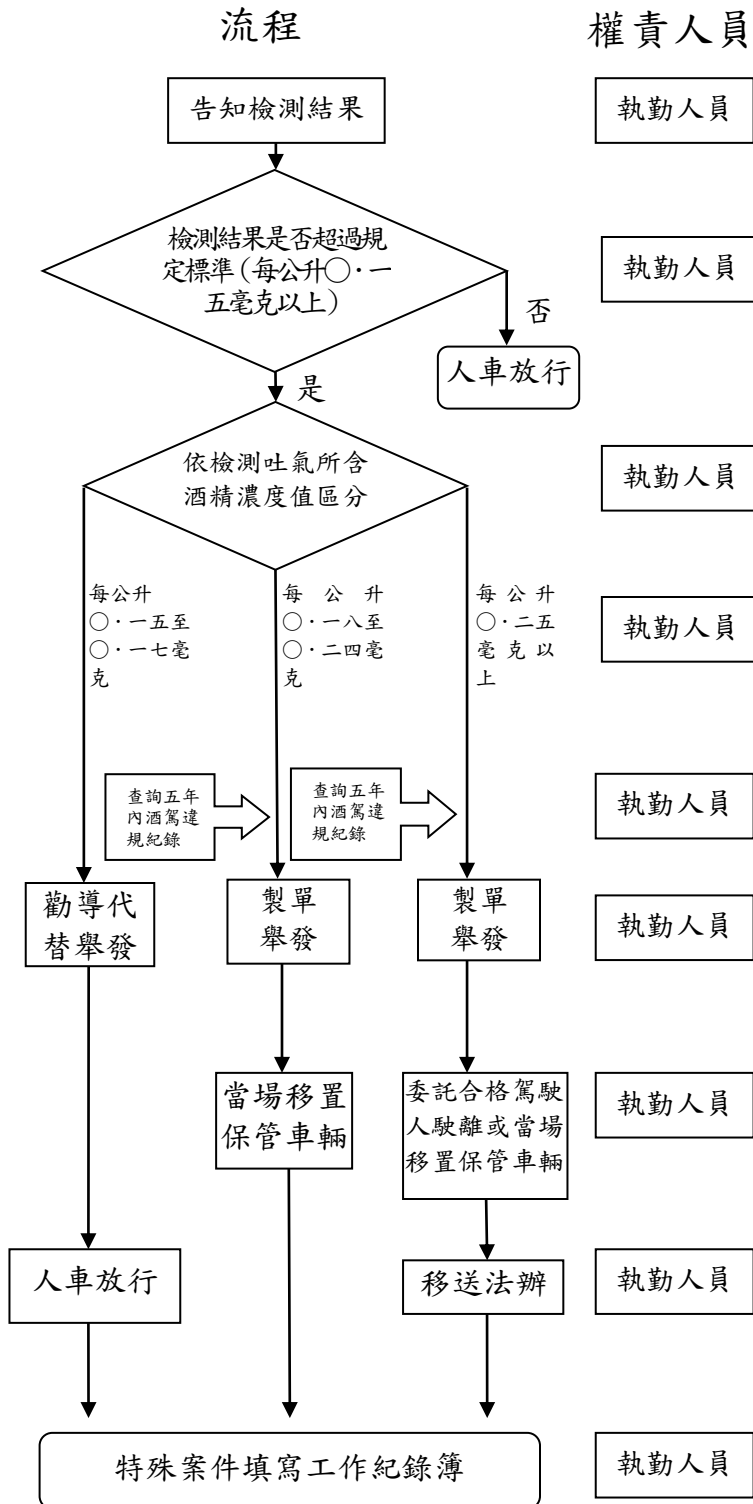 流程
權責人員
告知檢測結果
執勤人員
檢測結果是否超過規
定標準（每公升○·一
五毫克以上）
執勤人員
否
人車放行
是
依檢測吐氣所含
酒精濃度值區分
執勤人員
每公升
○·一五至
○·一七毫
克
每公升
○·一八至
○·二四毫
克
每公升
○·二五
毫克以
上
執勤人員
查詢五年
內酒駕違
規紀錄
查詢五年
內酒駕違
規紀錄
執勤人員
勸導代
替舉發
製單
舉發
製單
舉發
執勤人員
當場移置
保管車輛
委託合格駕駛
人駛離或當場
移置保管車輛
執勤人員
人車放行
移送法辦
執勤人員
特殊案件填寫工作紀錄簿
執勤人員